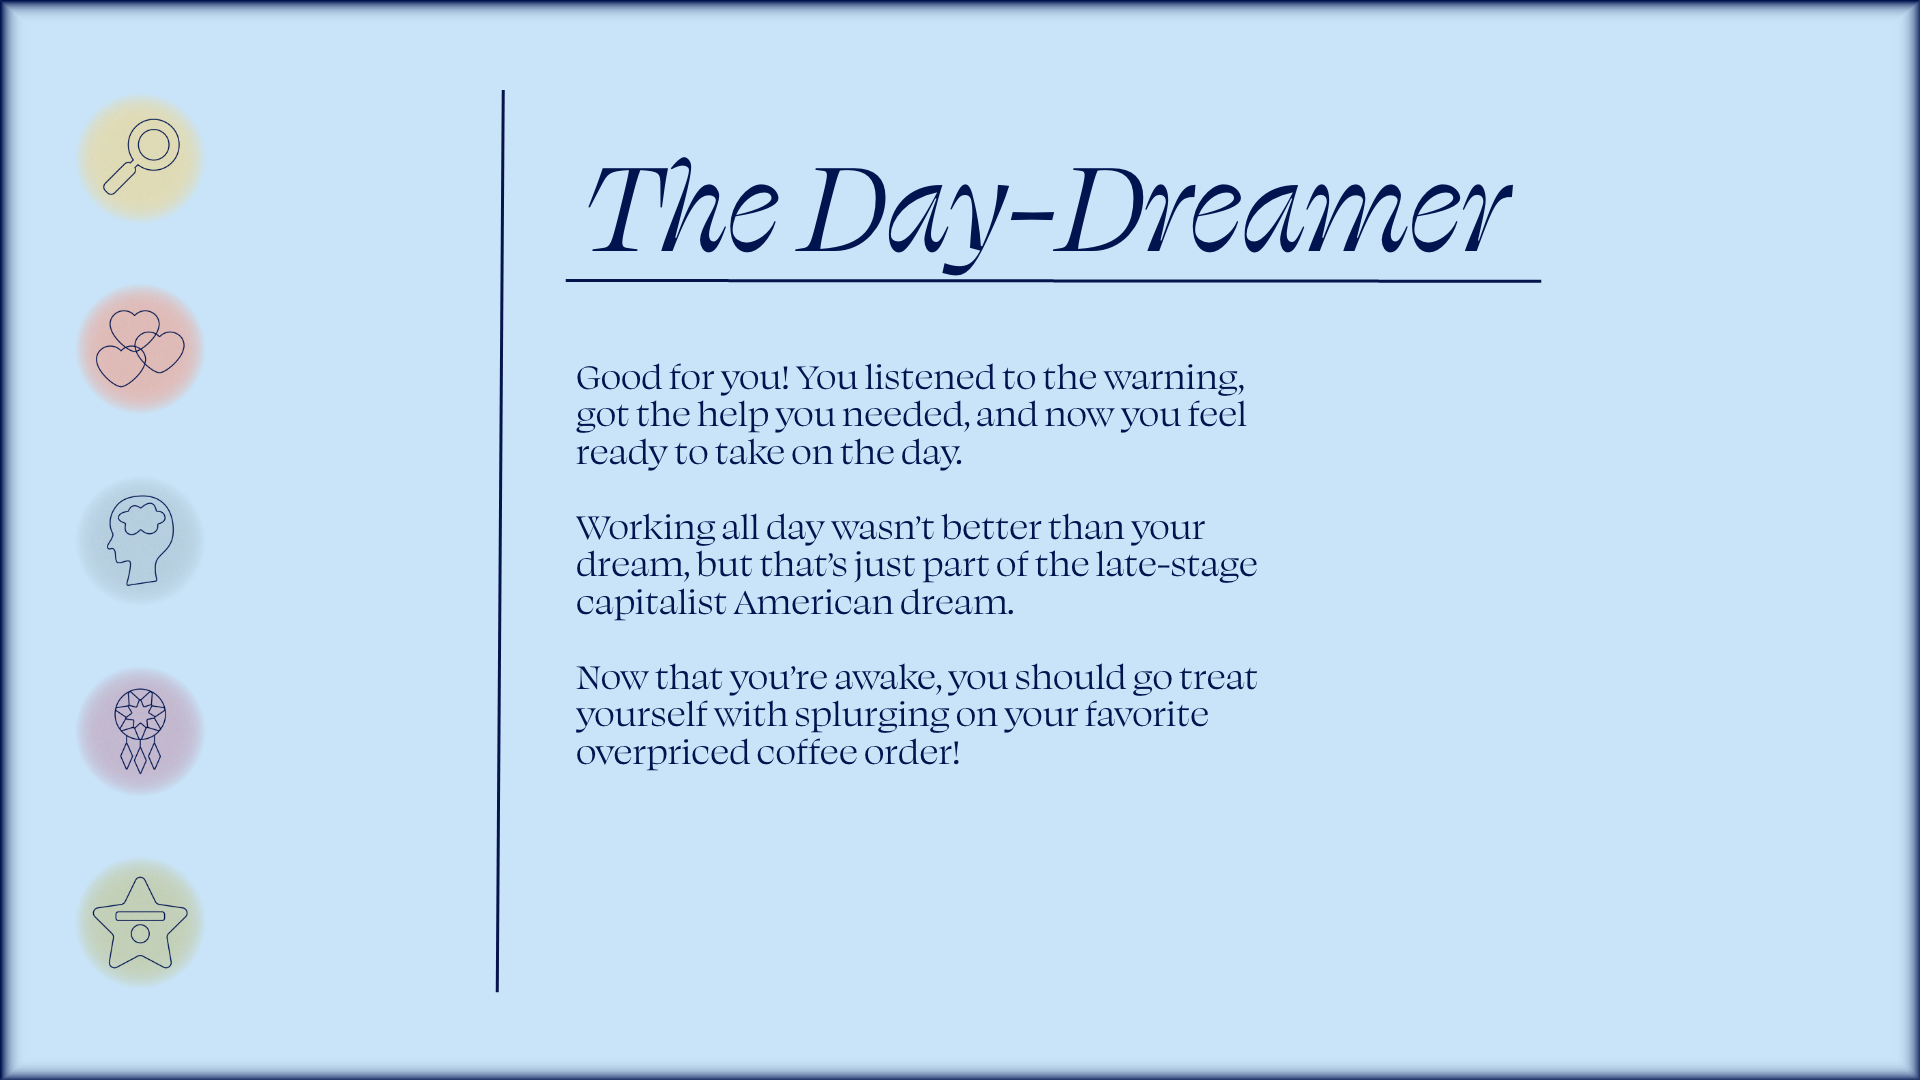 The Day-Dreamer
Good for you! You listened to the warning,
got the help you needed, and now you feel
ready to take on the day.
Working all day wasn’t better than your
dream, but that’s just part of the late-stage
capitalist American dream.
Now that you’re awake, you should go treat
yourself with splurging on your favorite
overpriced coffee order!